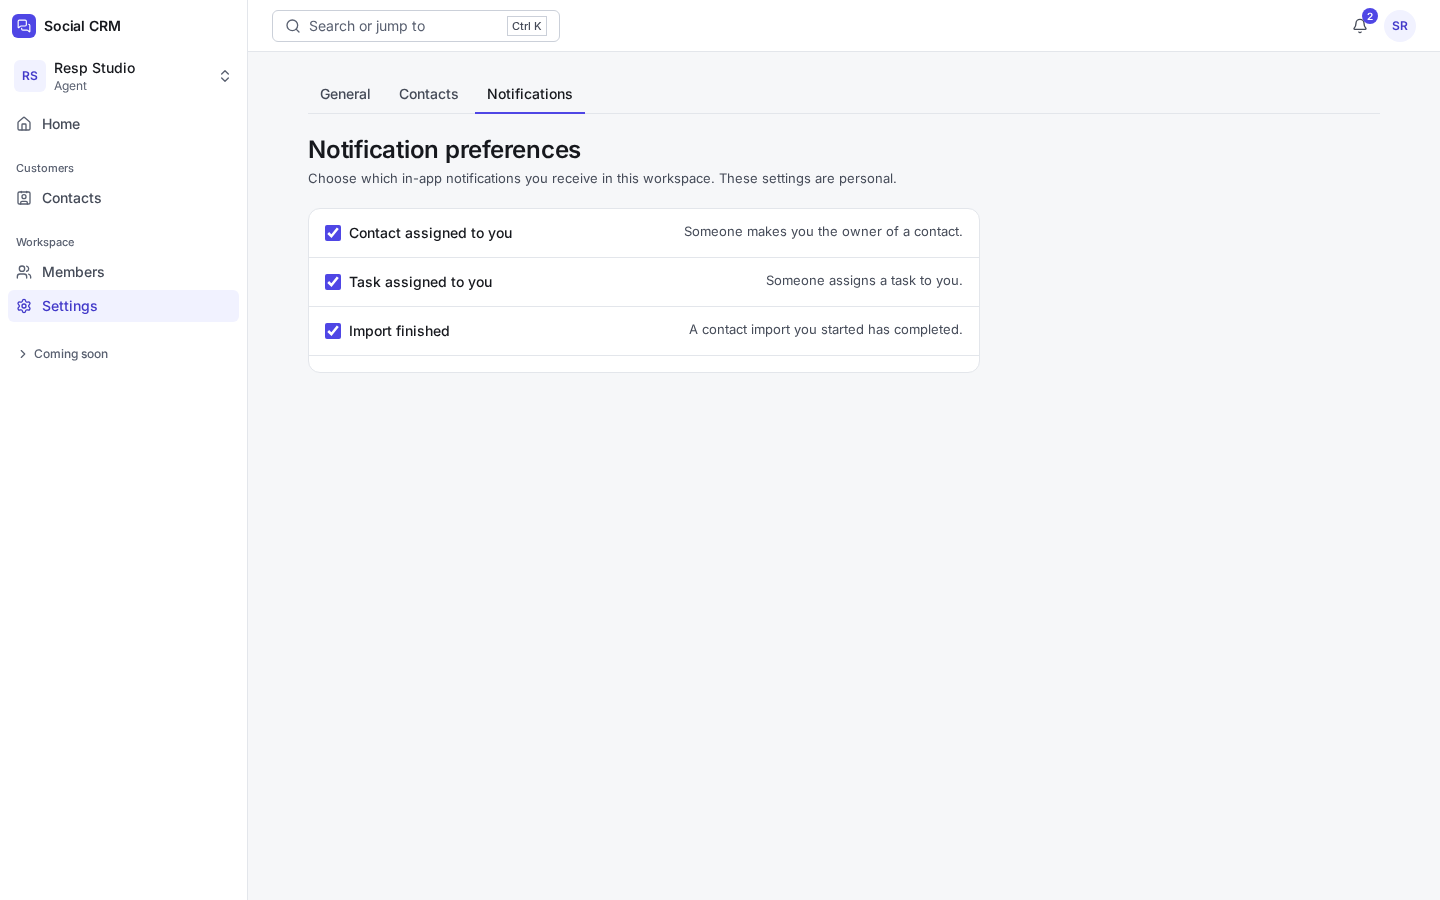 Social CRM
Search or jump to
Ctrl K
2
SR
RS
Resp Studio
Agent
Home
Customers
Contacts
Workspace
Members
Settings
Coming soon
General
Contacts
Notifications
Notification preferences
Choose which in-app notifications you receive in this workspace. These settings are personal.
Contact assigned to you
Someone makes you the owner of a contact.
Task assigned to you
Someone assigns a task to you.
Import finished
A contact import you started has completed.